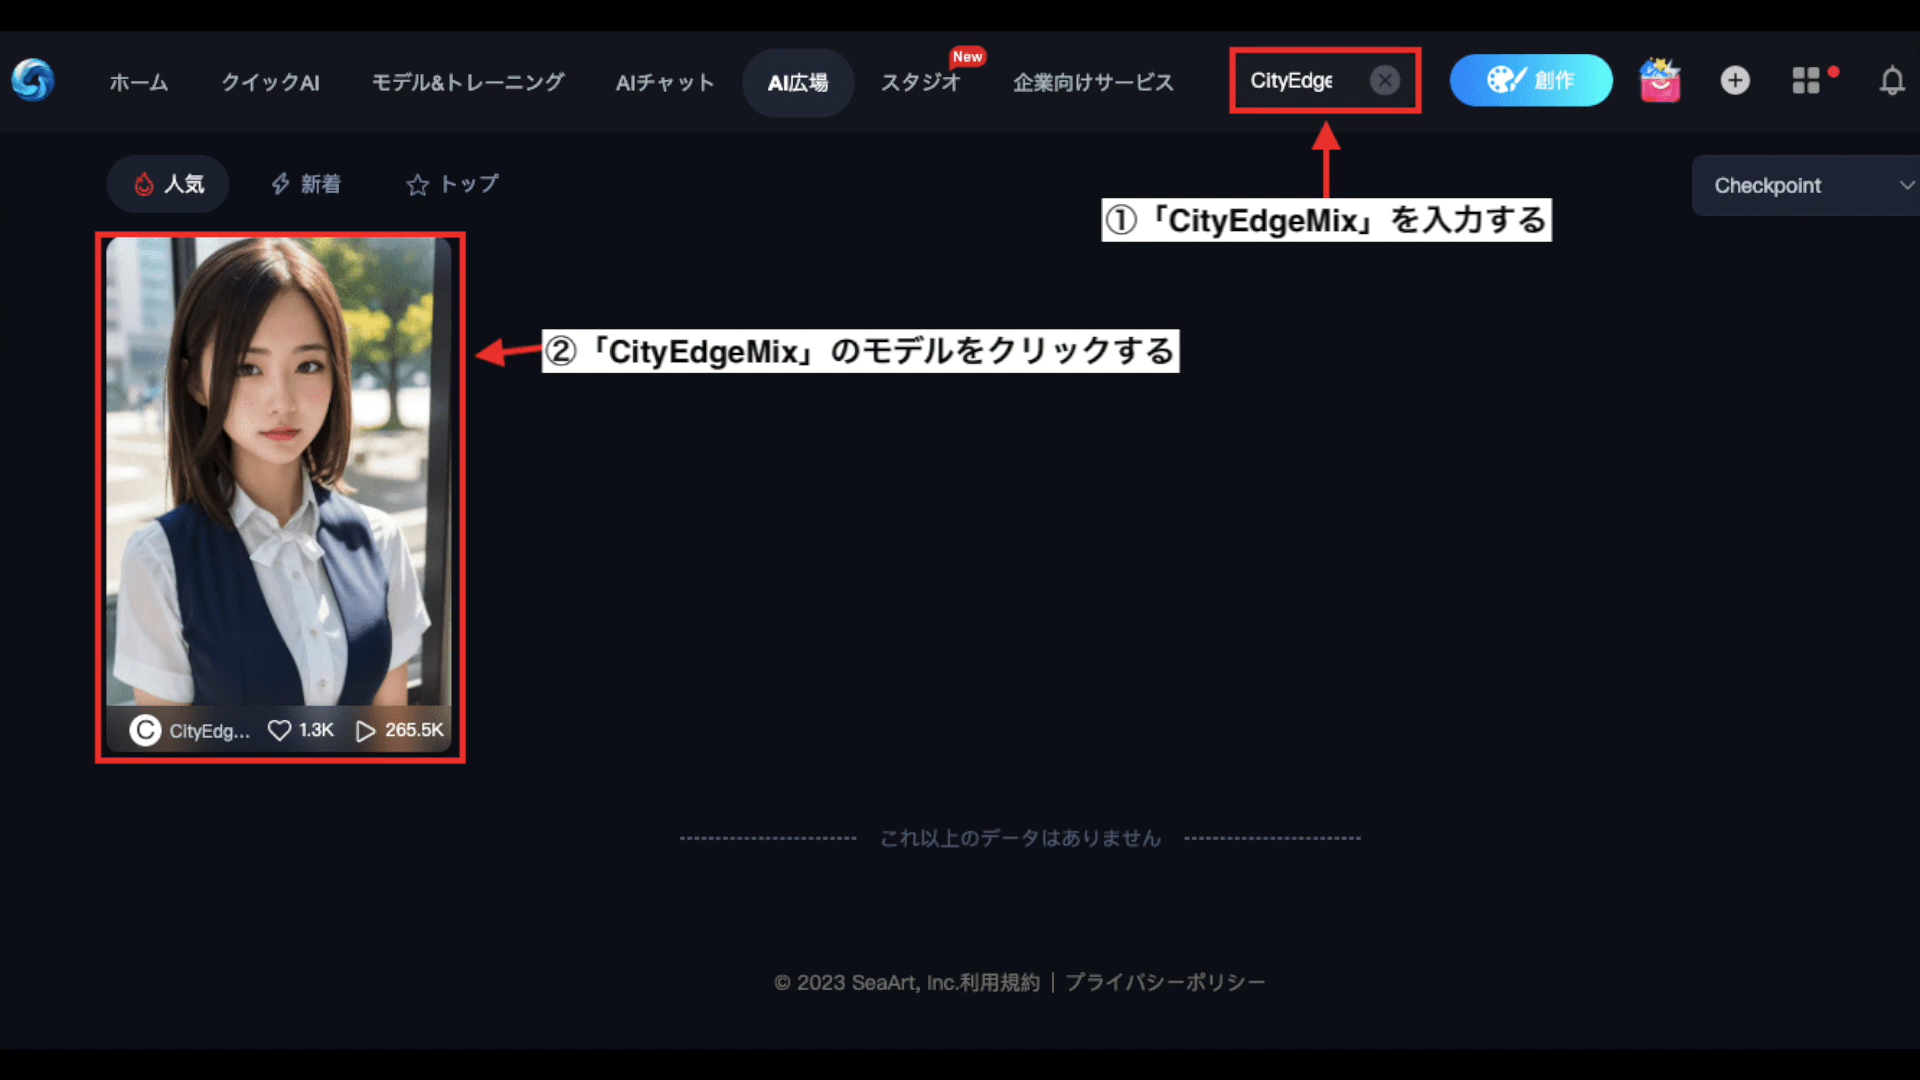 ホーム クイックAI モデル&トレーニング AIチャット AI広場 スタジオ New 企業向けサービス CityEdge 創作
人気 新着 トップ Checkpoint
①「CityEdgeMix」を入力する
②「CityEdgeMix」のモデルをクリックする
C CityEdg... 1.3K 265.5K
これ以上のデータはありません
© 2023 SeaArt, Inc.利用規約 | プライバシーポリシー